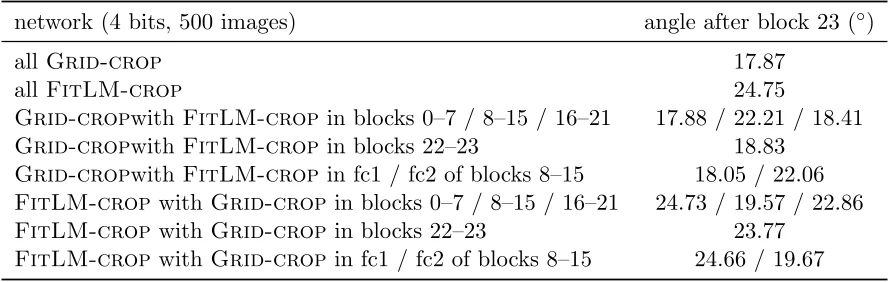 network (4 bits, 500 images) angle after block 23 (°)
all Grid-crop 17.87
all FitLM-crop 24.75
Grid-cropwith FitLM-crop in blocks 0–7 / 8–15 / 16–21 17.88 / 22.21 / 18.41
Grid-cropwith FitLM-crop in blocks 22–23 18.83
Grid-cropwith FitLM-crop in fc1 / fc2 of blocks 8–15 18.05 / 22.06
FitLM-crop with Grid-crop in blocks 0–7 / 8–15 / 16–21 24.73 / 19.57 / 22.86
FitLM-crop with Grid-crop in blocks 22–23 23.77
FitLM-crop with Grid-crop in fc1 / fc2 of blocks 8–15 24.66 / 19.67